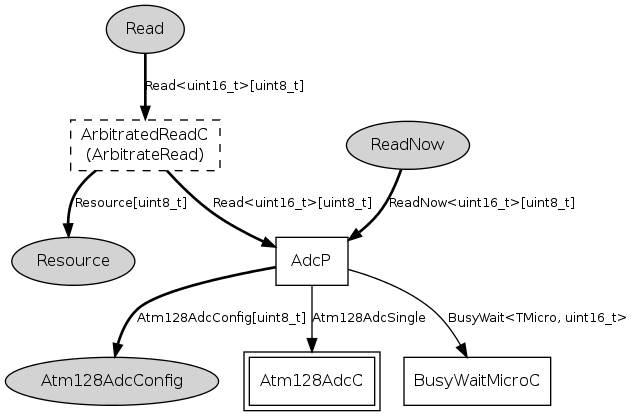 Read
Read<uint16_t>[uint8_t]
ArbitratedReadC
(ArbitrateRead)
ReadNow
Resource[uint8_t]
Read<uint16_t>[uint8_t]
ReadNow<uint16_t>[uint8_t]
Resource
AdcP
Atm128AdcConfig[uint8_t]
Atm128AdcSingle
BusyWait<TMicro, uint16_t>
Atm128AdcConfig
Atm128AdcC
BusyWaitMicroC